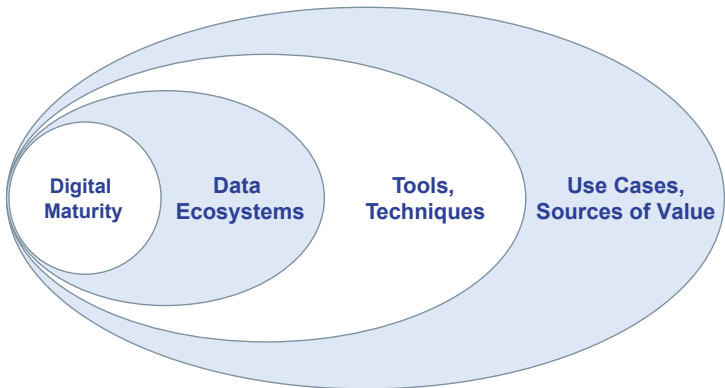 Digital
Maturity
Data
Ecosystems
Tools,
Techniques
Use Cases,
Sources of Value